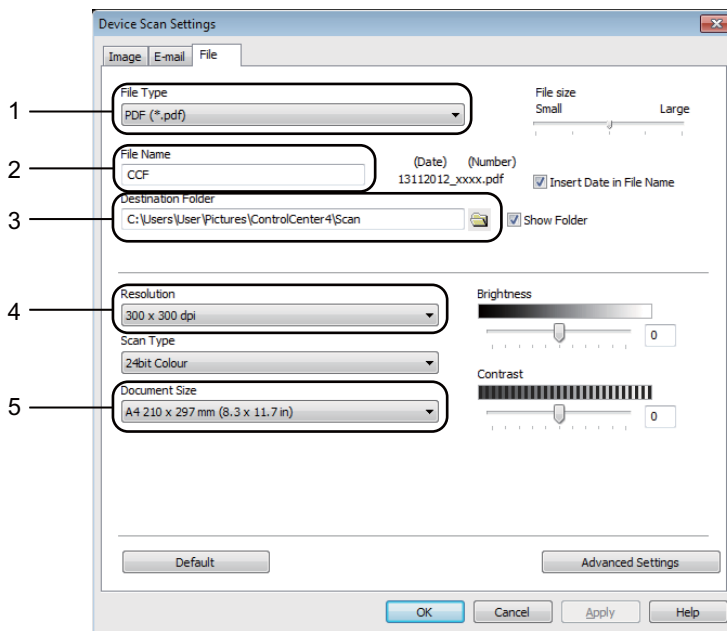 Device Scan Settings
Image E-mail File
1
File Type
PDF (*.pdf)
File size
Small Large
2
File Name
CCF
(Date) (Number)
13112012_xxxx.pdf
Insert Date in File Name
3
Destination Folder
C:\Users\User\Pictures\ControlCenter4\Scan
Show Folder
4
Resolution
300 x 300 dpi
Brightness
0
Scan Type
24bit Colour
5
Document Size
A4 210 x 297 mm (8.3 x 11.7 in)
Contrast
0
Default
Advanced Settings
OK Cancel Apply Help